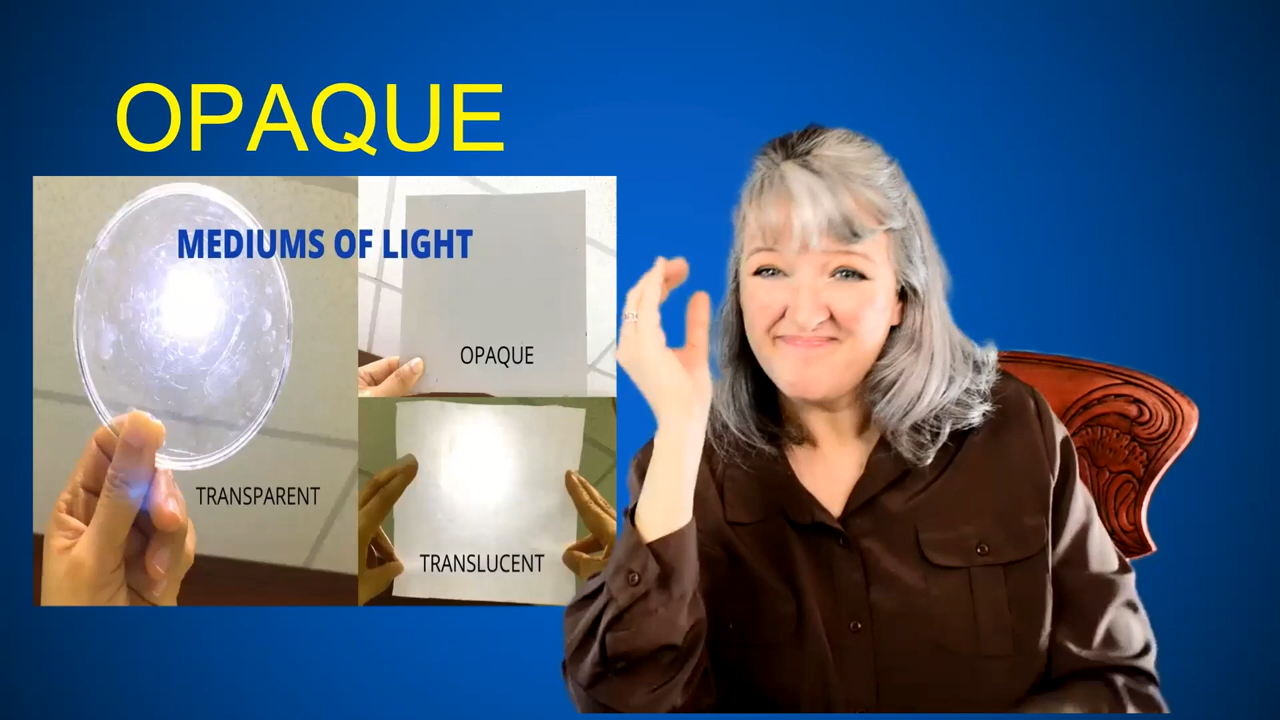 OPAQUE
MEDIUMS OF LIGHT
OPAQUE
TRANSPARENT
TRANSLUCENT